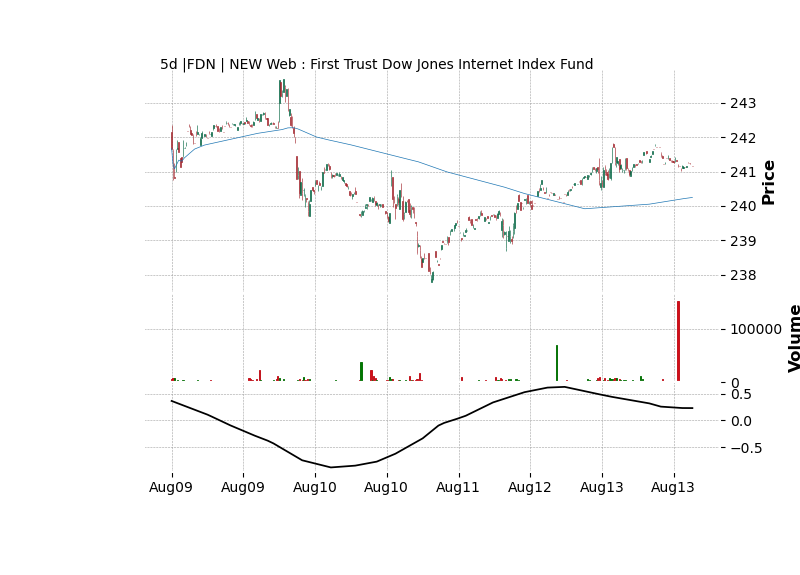 5d |FDN | NEW Web : First Trust Dow Jones Internet Index Fund
243
242
241
240
239
238
Price
100000
0
Volume
0.5
0.0
−0.5
Aug09 Aug09 Aug10 Aug10 Aug11 Aug12 Aug13 Aug13